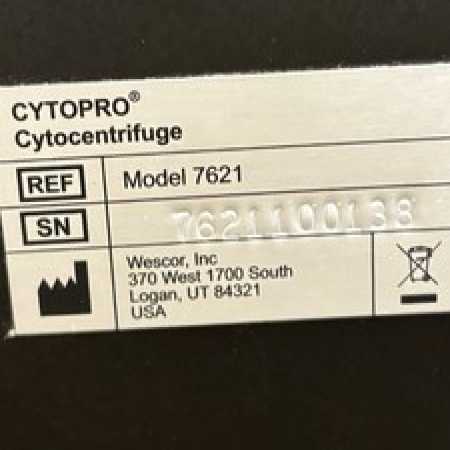 CYTOPRO®
Cytocentrifuge
REF Model 7621
SN 7621100138
Wescor, Inc
370 West 1700 South
Logan, UT 84321
USA